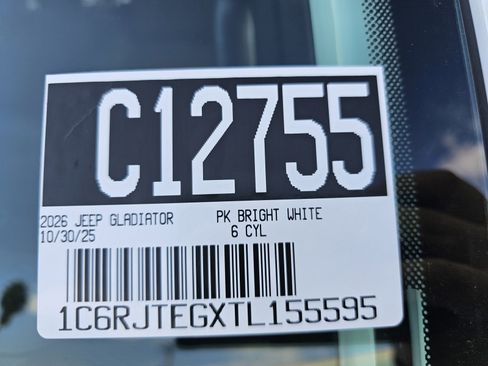 C12755
2026 JEEP GLADIATOR PK BRIGHT WHITE
10/30/25 6 CYL
1C6RJTEGXTL155595